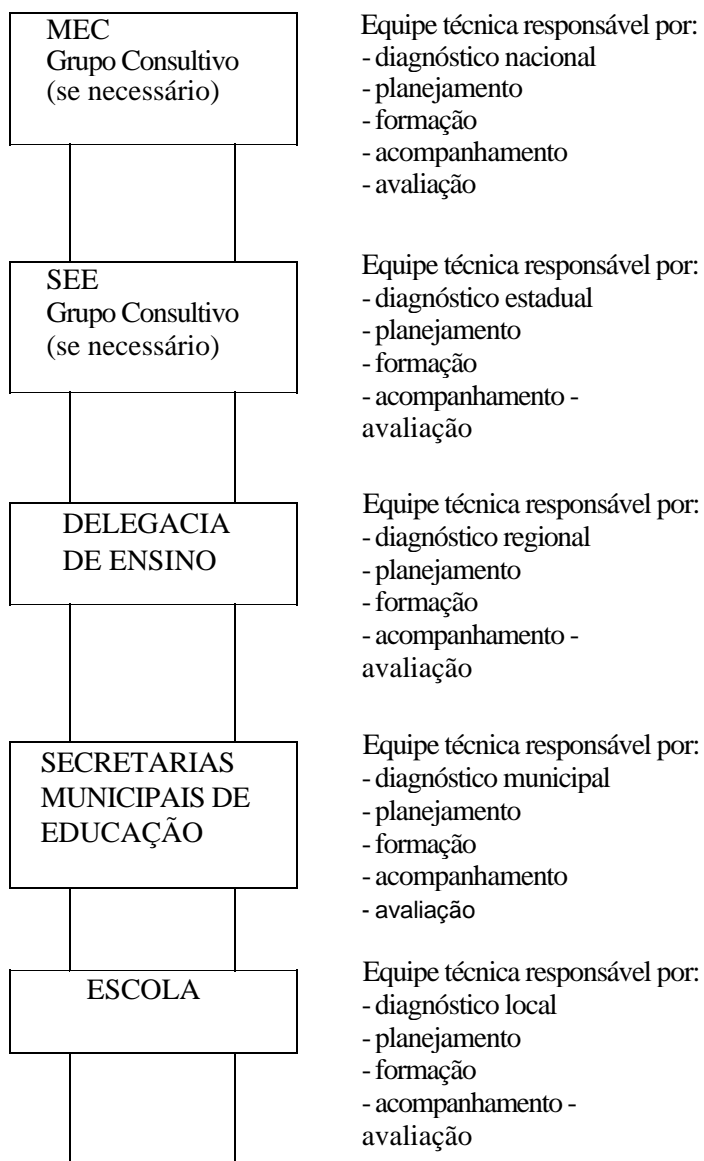 MEC
Grupo Consultivo
(se necessário)
Equipe técnica responsável por:
- diagnóstico nacional
- planejamento
- formação
- acompanhamento
- avaliação
SEE
Grupo Consultivo
(se necessário)
Equipe técnica responsável por:
- diagnóstico estadual
- planejamento
- formação
- acompanhamento -
avaliação
DELEGACIA
DE ENSINO
Equipe técnica responsável por:
- diagnóstico regional
- planejamento
- formação
- acompanhamento -
avaliação
SECRETARIAS
MUNICIPAIS DE
EDUCAÇÃO
Equipe técnica responsável por:
- diagnóstico municipal
- planejamento
- formação
- acompanhamento
- avaliação
ESCOLA
Equipe técnica responsável por:
- diagnóstico local
- planejamento
- formação
- acompanhamento -
avaliação